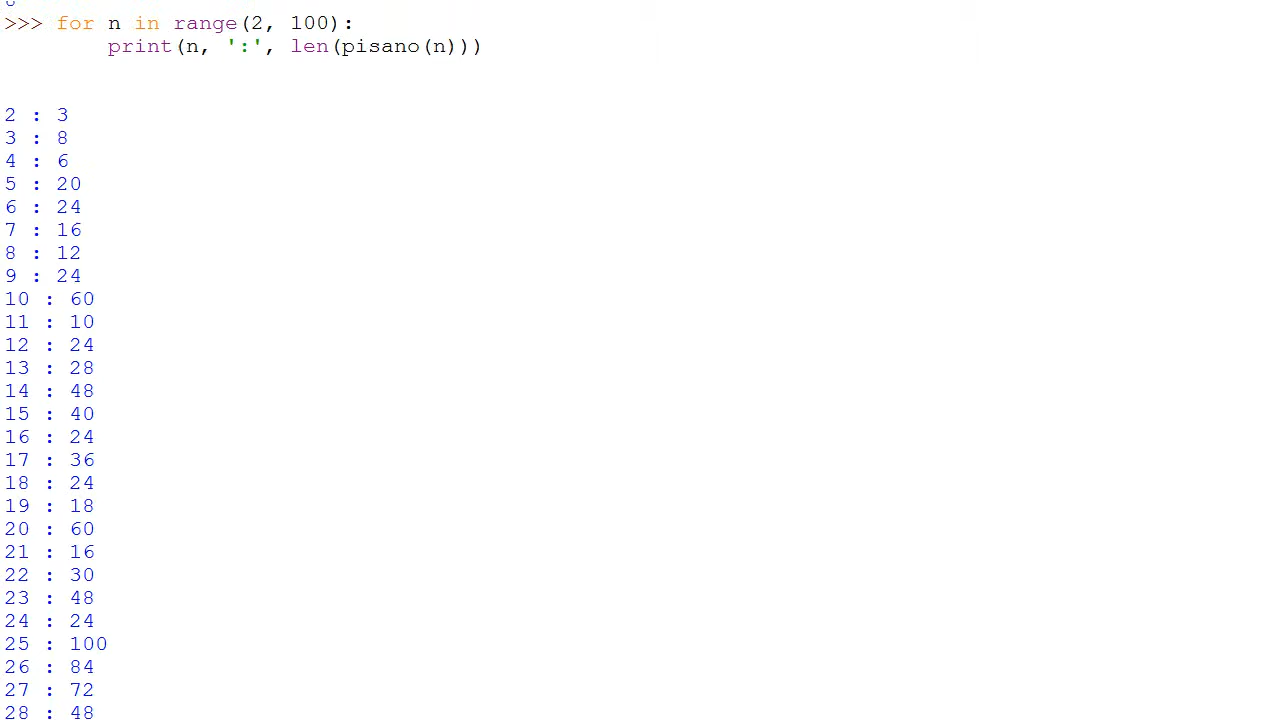 >>> for n in range(2, 100):
        print(n, ':', len(pisano(n)))
2 : 3
3 : 8
4 : 6
5 : 20
6 : 24
7 : 16
8 : 12
9 : 24
10 : 60
11 : 10
12 : 24
13 : 28
14 : 48
15 : 40
16 : 24
17 : 36
18 : 24
19 : 18
20 : 60
21 : 16
22 : 30
23 : 48
24 : 24
25 : 100
26 : 84
27 : 72
28 : 48